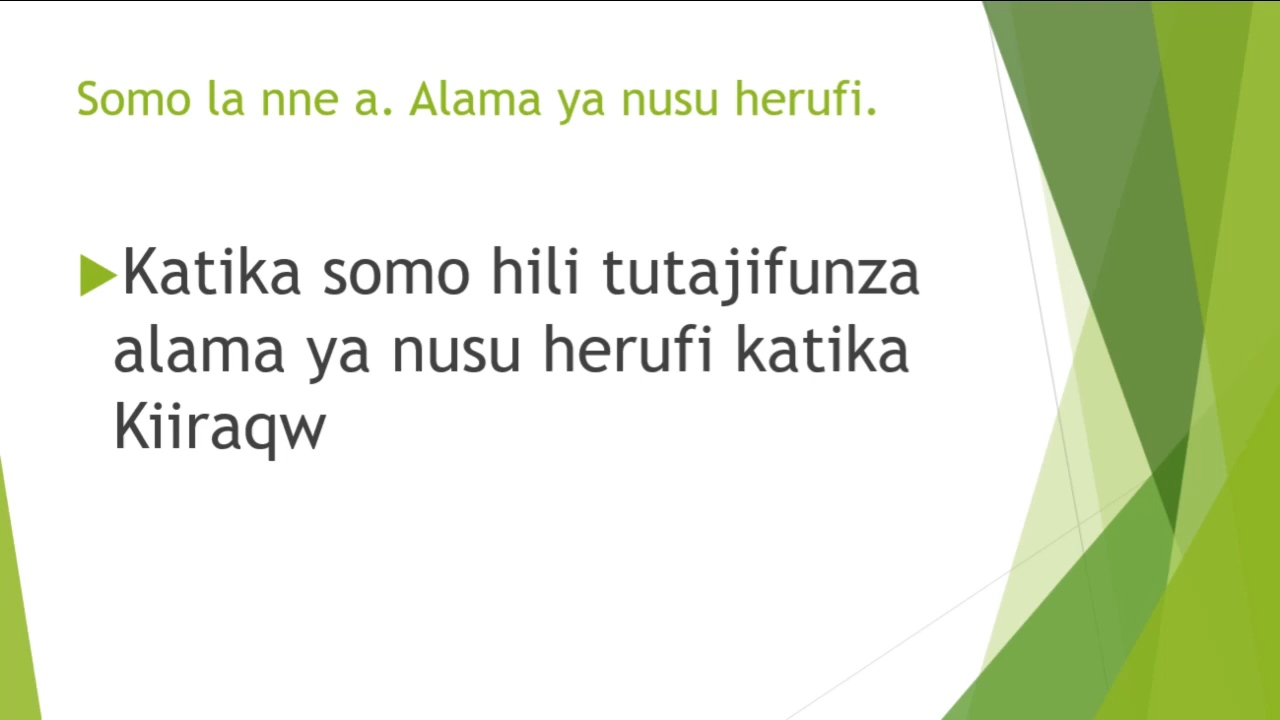 Somo la nne a. Alama ya nusu herufi.
Katika somo hili tutajifunza
alama ya nusu herufi katika
Kiiraqw